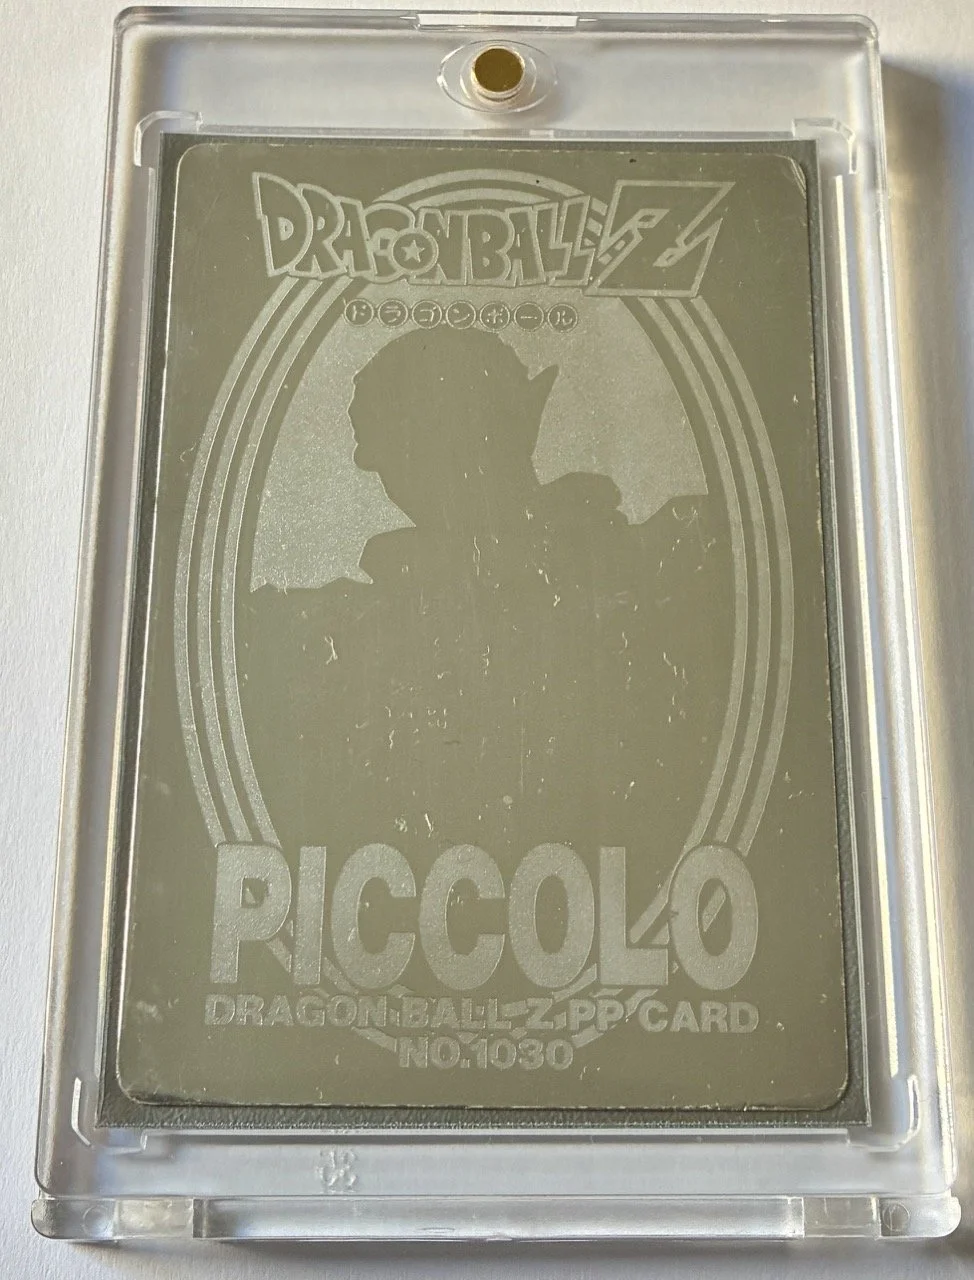 DRAGONBALL Z
ドラゴンボール
PICCOLO
DRAGON BALL Z.PP CARD
NO.1030